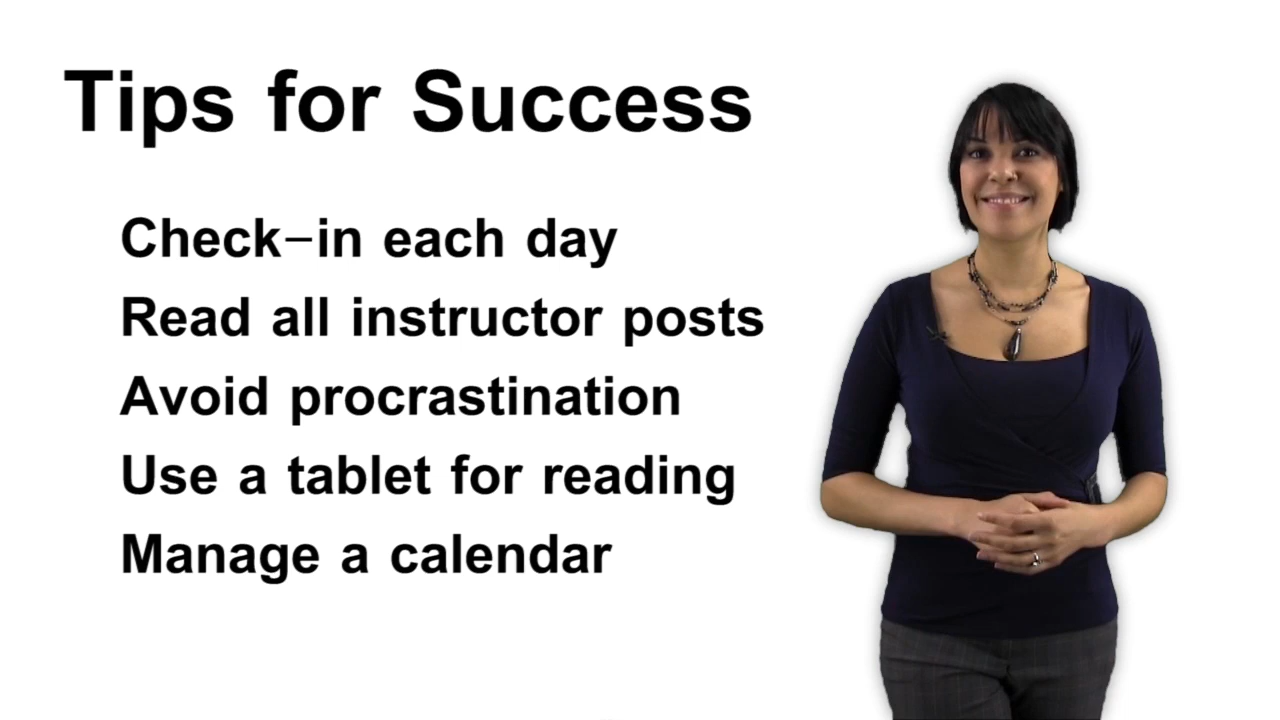 Tips for Success
Check-in each day
Read all instructor posts
Avoid procrastination
Use a tablet for reading
Manage a calendar